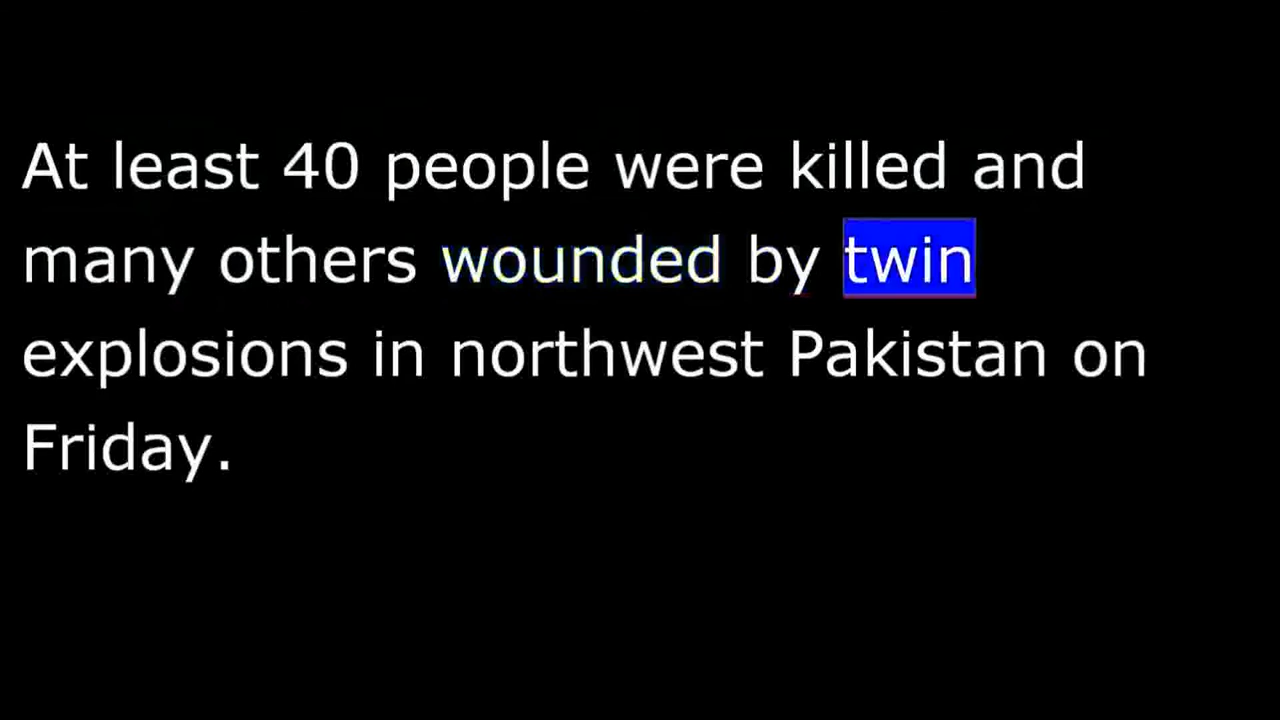 At least 40 people were killed and
many others wounded by twin
explosions in northwest Pakistan on
Friday.